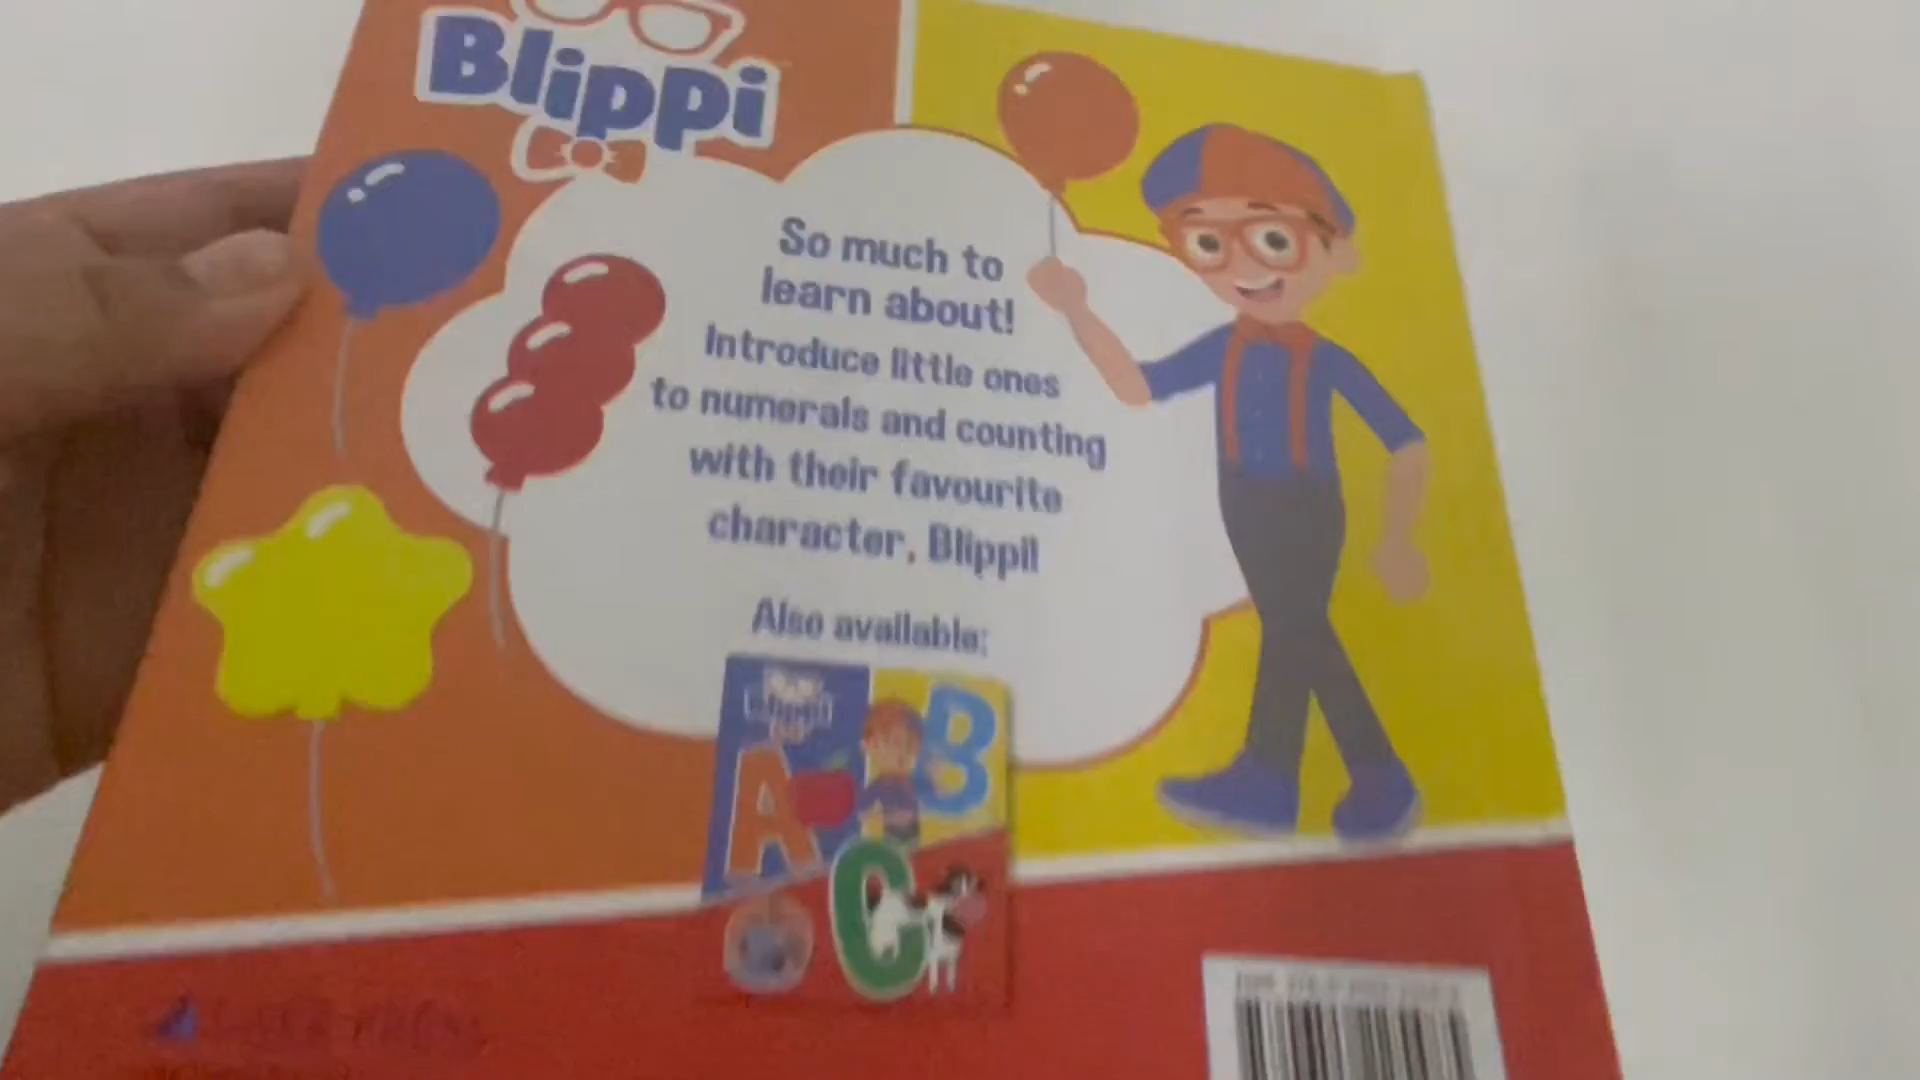 Blippi
So much to
learn about!
Introduce little ones
to numerals and counting
with their favourite
character, Blippi!
Also available:
Blippi
A
B
C